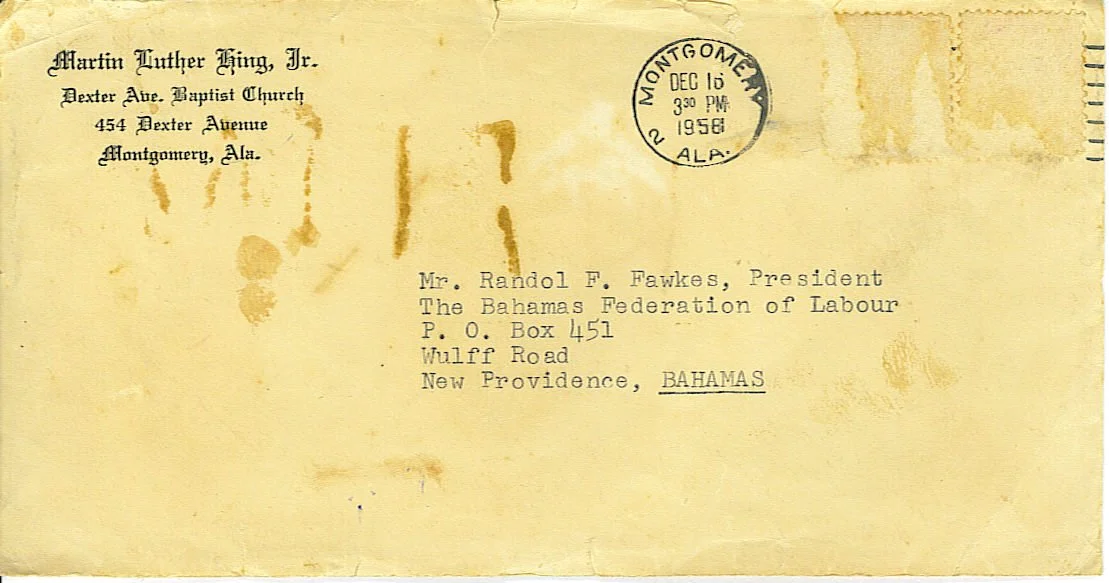 Martin Luther King, Jr.
Dexter Ave. Baptist Church
454 Dexter Avenue
Montgomery, Ala.
MONTGOMERY
DEC 16
3 30 PM
1958
2 ALA.
Mr. Randol F. Fawkes, President
The Bahamas Federation of Labour
P. O. Box 451
Wulff Road
New Providence, BAHAMAS